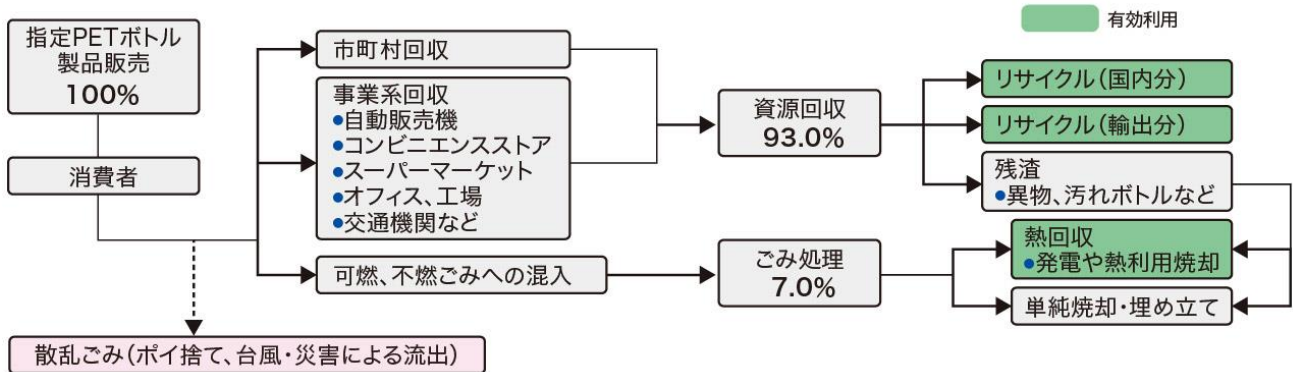 有効利用
指定PETボトル
製品販売
100%
消費者
市町村回収
事業系回収
●自動販売機
●コンビニエンスストア
●スーパーマーケット
●オフィス、工場
●交通機関など
可燃、不燃ごみへの混入
散乱ごみ(ポイ捨て、台風・災害による流出)
資源回収
93.0%
ごみ処理
7.0%
リサイクル(国内分)
リサイクル(輸出分)
残渣
●異物、汚れボトルなど
熱回収
●発電や熱利用焼却
単純焼却・埋め立て